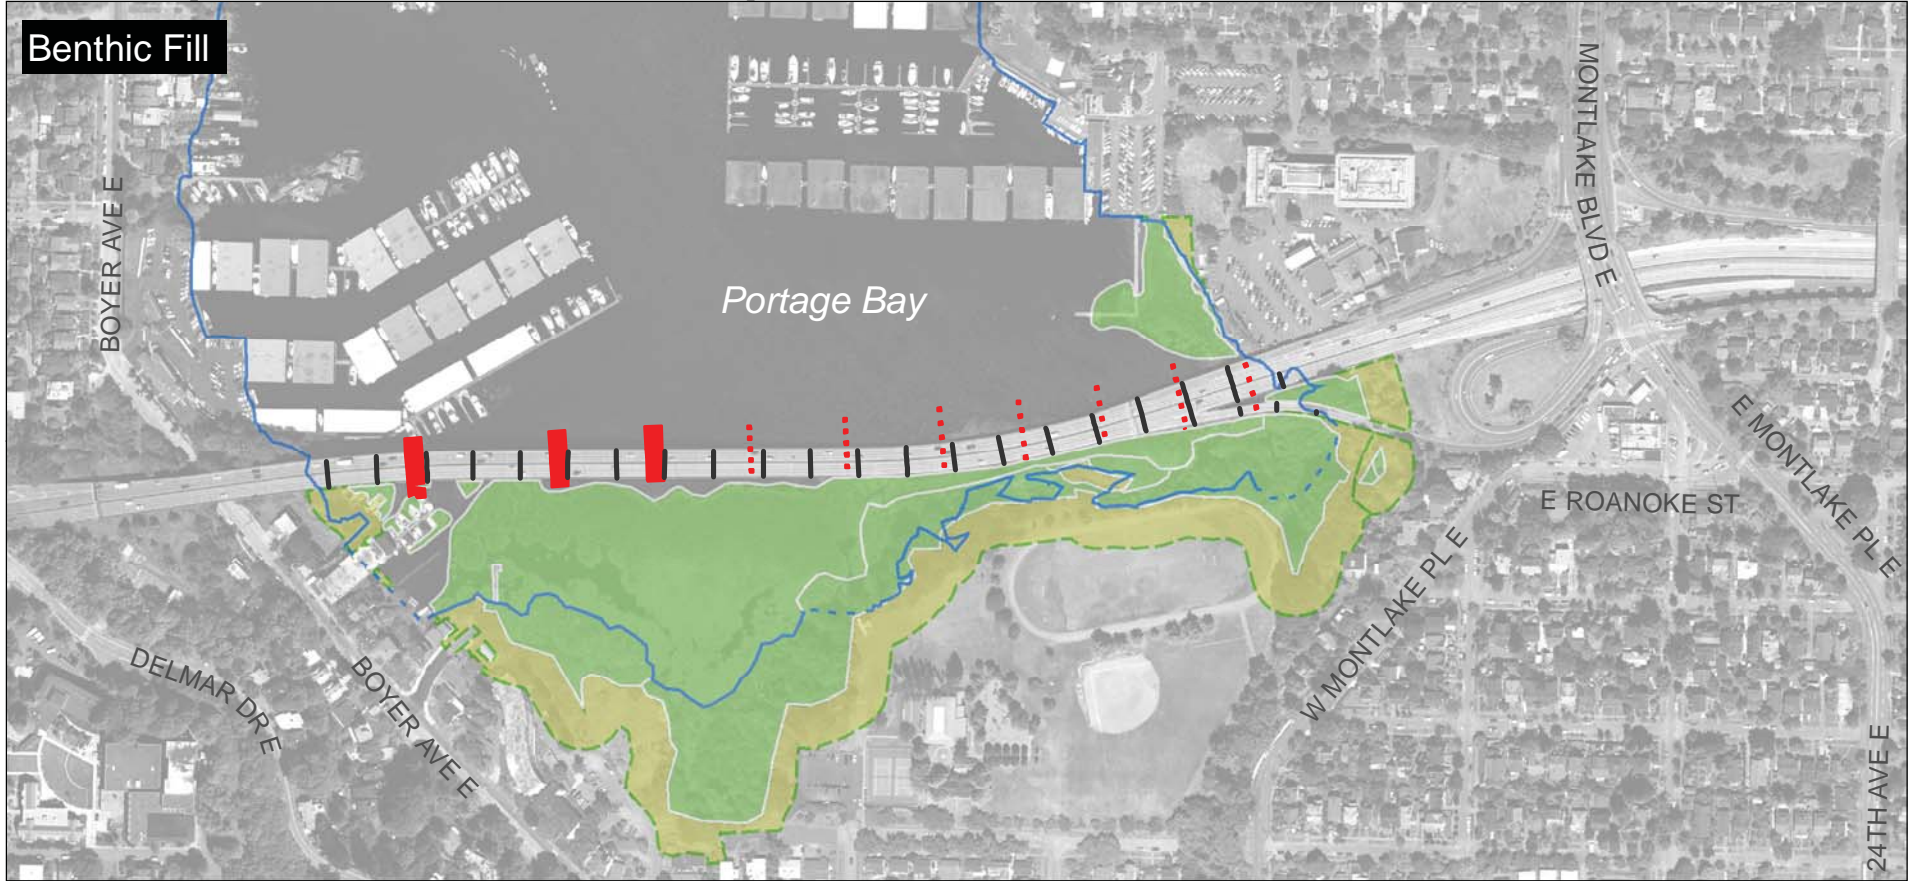 Benthic Fill
MONTLAKE BLVD E
BOYER AVE E
Portage Bay
E MONTLAKE PL E
E ROANOKE ST
W MONTLAKE PL E
DELMAR DR E
BOYER AVE E
24TH AVE E